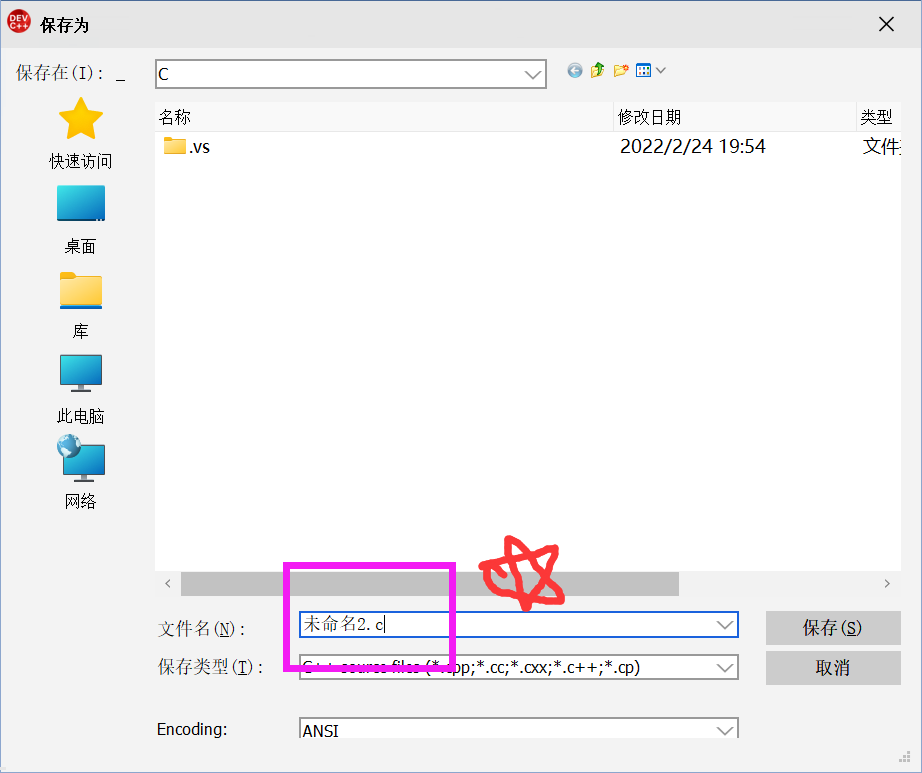 DEV
C++
保存为
保存在(I):
C
名称 修改日期 类型
.vs 2022/2/24 19:54
快速访问
桌面
库
此电脑
网络
文件名(N): 未命名2.c 保存(S)
保存类型(T): C++ source files (*.cpp;*.cc;*.cxx;*.c++;*.cp) 取消
Encoding: ANSI